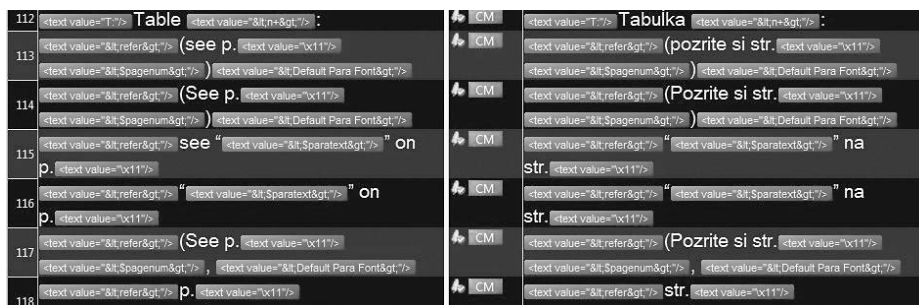 112 <text value="T:"/> Table <text value="&lt;n+&gt;"/> : CM <text value="T:"/> Tabulka <text value="&lt;n+&gt;"/> :
113 <text value="&lt;refer&gt;"/> (see p. <text value="\x11"/> CM <text value="&lt;refer&gt;"/> (pozrite si str. <text value="\x11"/>
<text value="&lt;$pagenum&gt;"/> ) <text value="&lt;Default Para Font&gt;"/> <text value="&lt;$pagenum&gt;"/> ) <text value="&lt;Default Para Font&gt;"/>
114 <text value="&lt;refer&gt;"/> (See p. <text value="\x11"/> CM <text value="&lt;refer&gt;"/> (Pozrite si str. <text value="\x11"/>
<text value="&lt;$pagenum&gt;"/> ) <text value="&lt;Default Para Font&gt;"/> <text value="&lt;$pagenum&gt;"/> ) <text value="&lt;Default Para Font&gt;"/>
115 <text value="&lt;refer&gt;"/> see “ <text value="&lt;$paratext&gt;"/> ” on CM <text value="&lt;refer&gt;"/> “ <text value="&lt;$paratext&gt;"/> ” na
p. <text value="\x11"/> str. <text value="\x11"/>
116 <text value="&lt;refer&gt;"/> “ <text value="&lt;$paratext&gt;"/> ” on CM <text value="&lt;refer&gt;"/> “ <text value="&lt;$paratext&gt;"/> ” na
p. <text value="\x11"/> str. <text value="\x11"/>
117 <text value="&lt;refer&gt;"/> (See p. <text value="\x11"/> CM <text value="&lt;refer&gt;"/> (Pozrite si str. <text value="\x11"/>
<text value="&lt;$pagenum&gt;"/> , <text value="&lt;Default Para Font&gt;"/> <text value="&lt;$pagenum&gt;"/> , <text value="&lt;Default Para Font&gt;"/>
118 <text value="&lt;refer&gt;"/> p. <text value="\x11"/> CM <text value="&lt;refer&gt;"/> str. <text value="\x11"/>